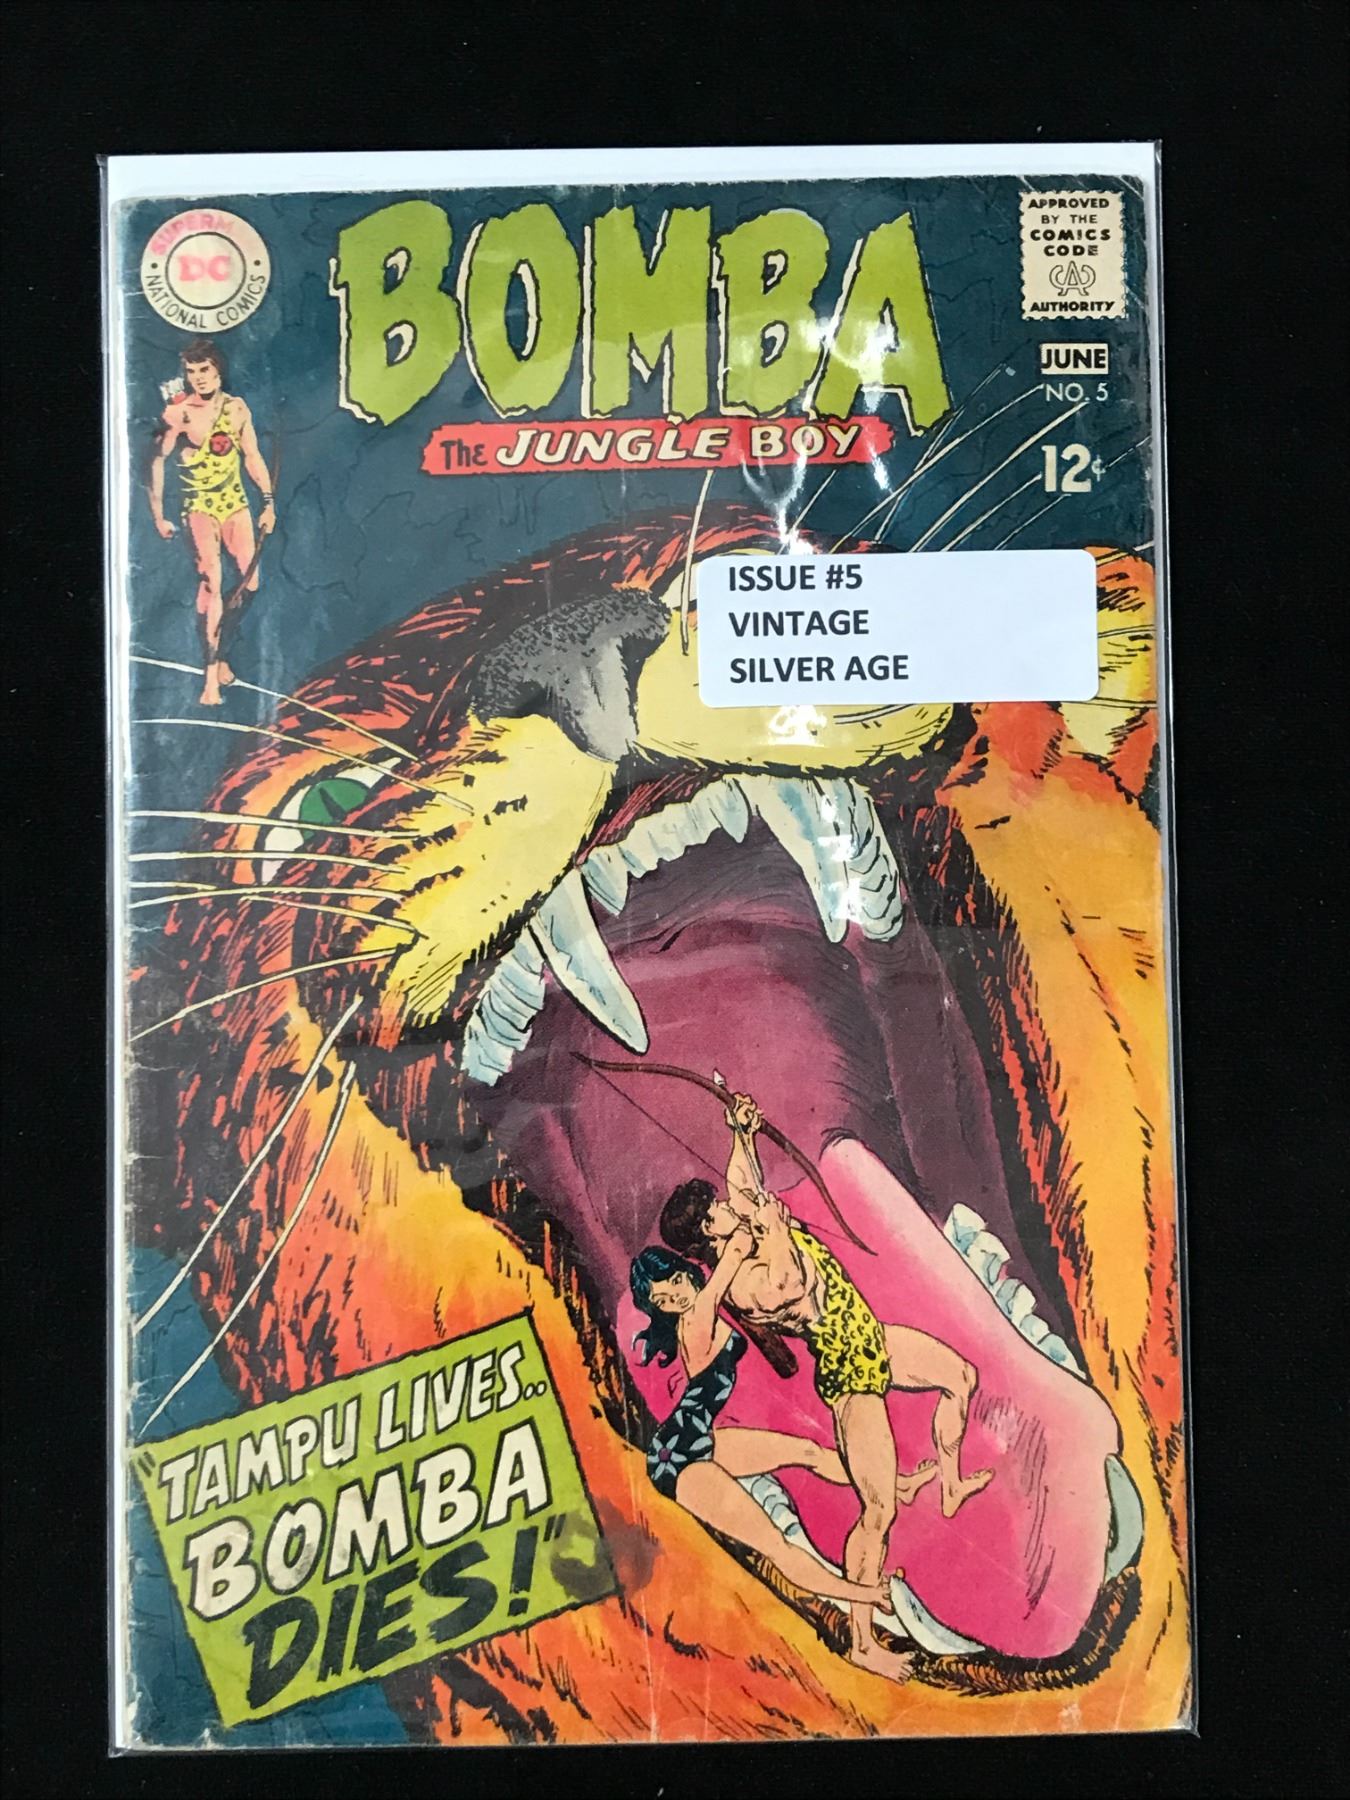 SUPERMAN
DC
NATIONAL COMICS
BOMBA
The JUNGLE BOY
APPROVED
BY THE
COMICS
CODE
CA
AUTHORITY
JUNE
NO. 5
12¢
ISSUE #5
VINTAGE
SILVER AGE
"TAMPU LIVES..
BOMBA
DIES!"